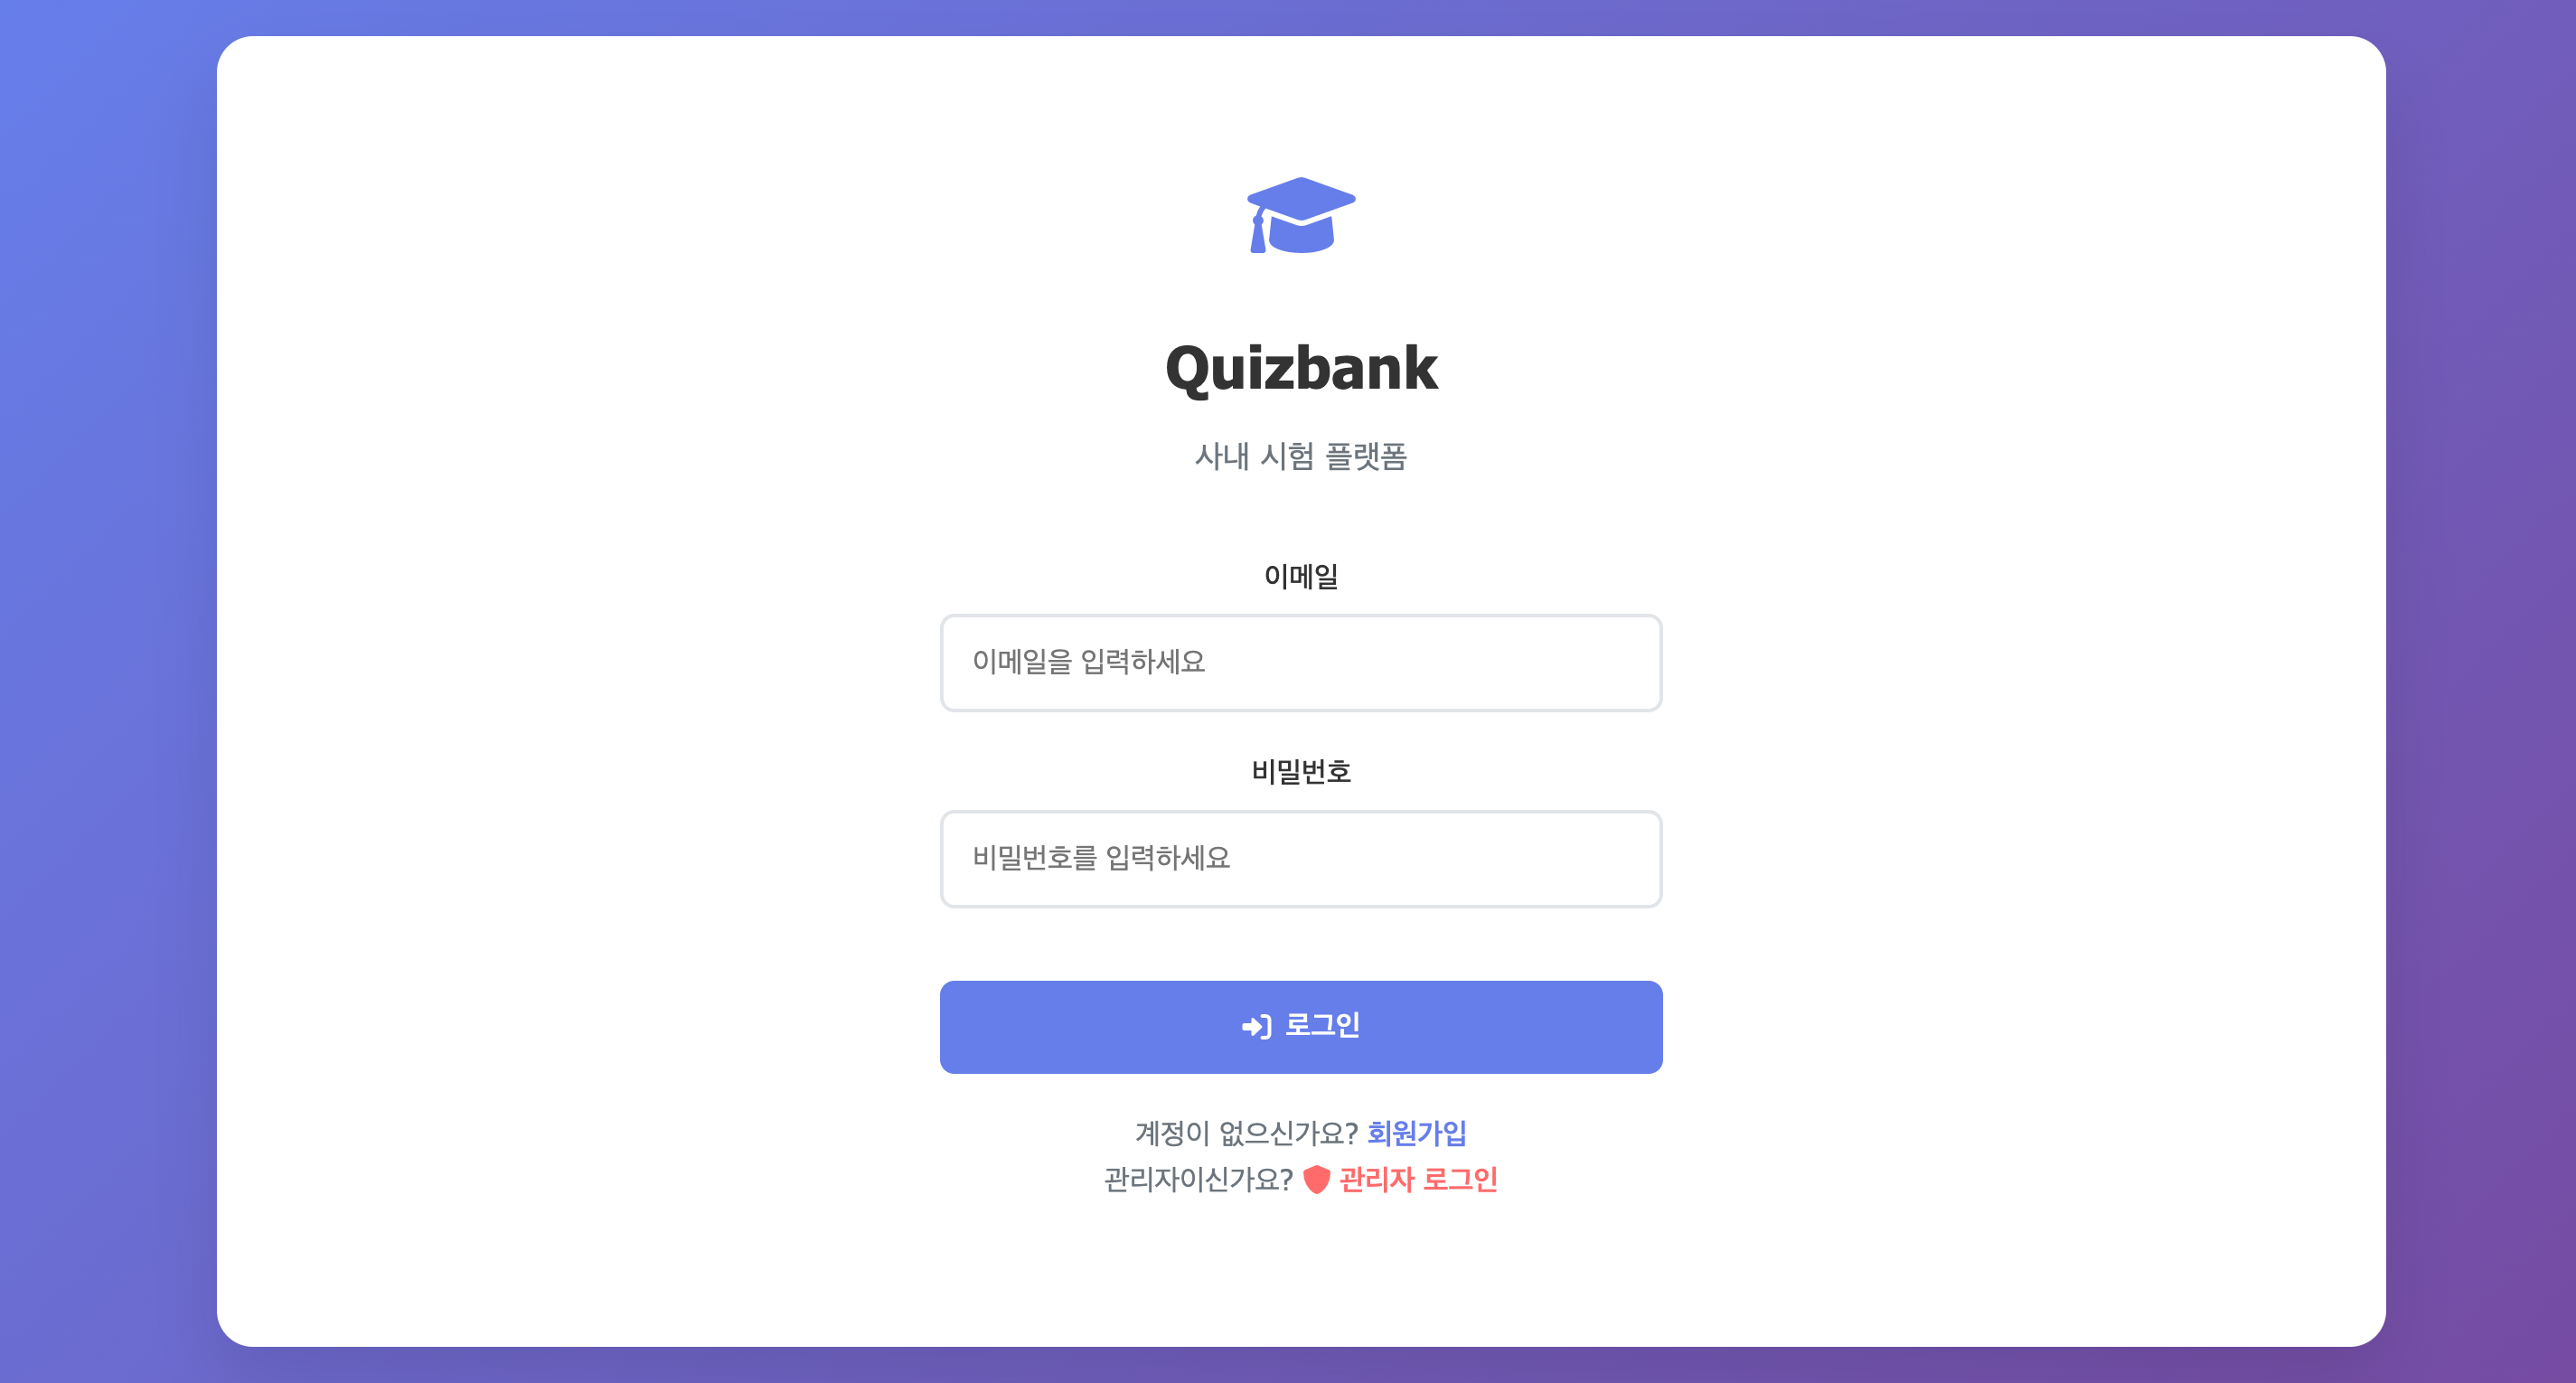 Quizbank
사내 시험 플랫폼
이메일
이메일을 입력하세요
비밀번호
비밀번호를 입력하세요
로그인
계정이 없으신가요? 회원가입
관리자이신가요? 관리자 로그인